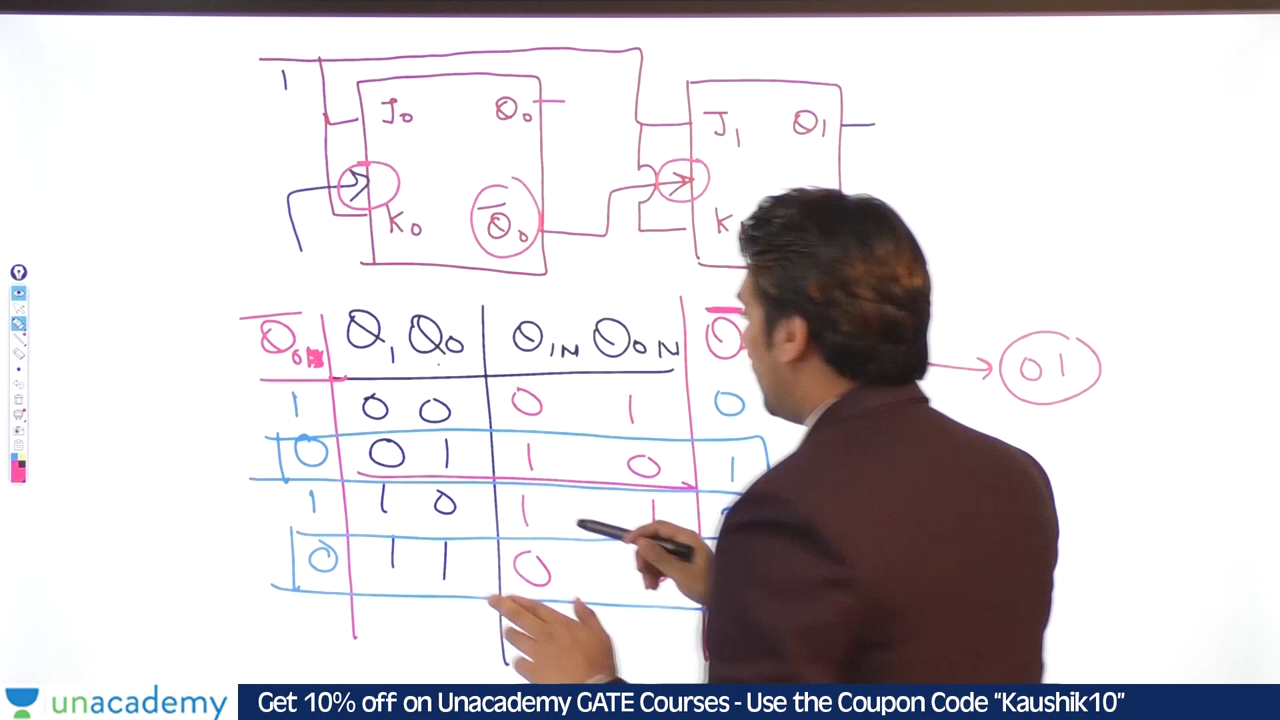 1
J₀ Q₀
J₁ Q₁
K₀ Q̅₀
K
Q̅₀ Q₁ Q₀ Q₁N Q₀N Q̅
01
1 0 0 0 1 0
0 0 1 1 0 1
1 1 0 1 1
0 1 1 0
unacademy
Get 10% off on Unacademy GATE Courses - Use the Coupon Code “Kaushik10”